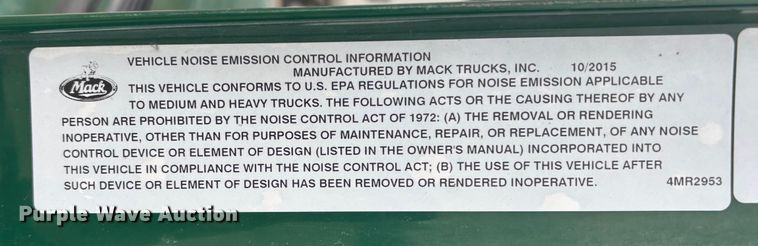 VEHICLE NOISE EMISSION CONTROL INFORMATION
MANUFACTURED BY MACK TRUCKS, INC. 10/2015
Mack
THIS VEHICLE CONFORMS TO U.S. EPA REGULATIONS FOR NOISE EMISSION APPLICABLE
TO MEDIUM AND HEAVY TRUCKS. THE FOLLOWING ACTS OR THE CAUSING THEREOF BY ANY
PERSON ARE PROHIBITED BY THE NOISE CONTROL ACT OF 1972: (A) THE REMOVAL OR RENDERING
INOPERATIVE, OTHER THAN FOR PURPOSES OF MAINTENANCE, REPAIR, OR REPLACEMENT, OF ANY NOISE
CONTROL DEVICE OR ELEMENT OF DESIGN (LISTED IN THE OWNER'S MANUAL) INCORPORATED INTO
THIS VEHICLE IN COMPLIANCE WITH THE NOISE CONTROL ACT; (B) THE USE OF THIS VEHICLE AFTER
SUCH DEVICE OR ELEMENT OF DESIGN HAS BEEN REMOVED OR RENDERED INOPERATIVE. 4MR2953
Purple Wave Auction